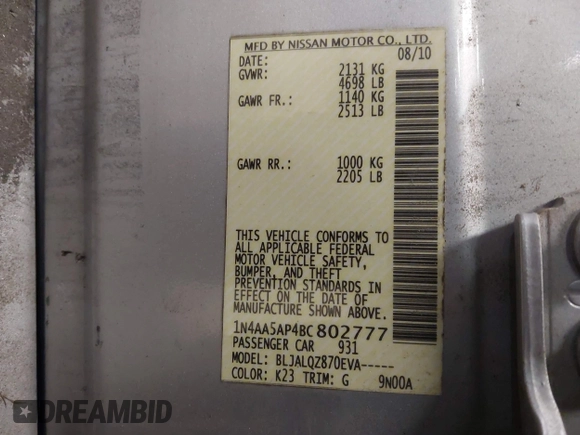 MFD BY NISSAN MOTOR CO., LTD.
DATE: 08/10
GVWR: 2131 KG
4698 LB
GAWR FR.: 1140 KG
2513 LB
GAWR RR.: 1000 KG
2205 LB
THIS VEHICLE CONFORMS TO
ALL APPLICABLE FEDERAL
MOTOR VEHICLE SAFETY,
BUMPER, AND THEFT
PREVENTION STANDARDS IN
EFFECT ON THE DATE OF
MANUFACTURE SHOWN ABOVE.
1N4AA5AP4BC802777
PASSENGER CAR 931
MODEL: BLJALQZ870EVA-----
COLOR: K23 TRIM: G 9N00A
DREAMBID